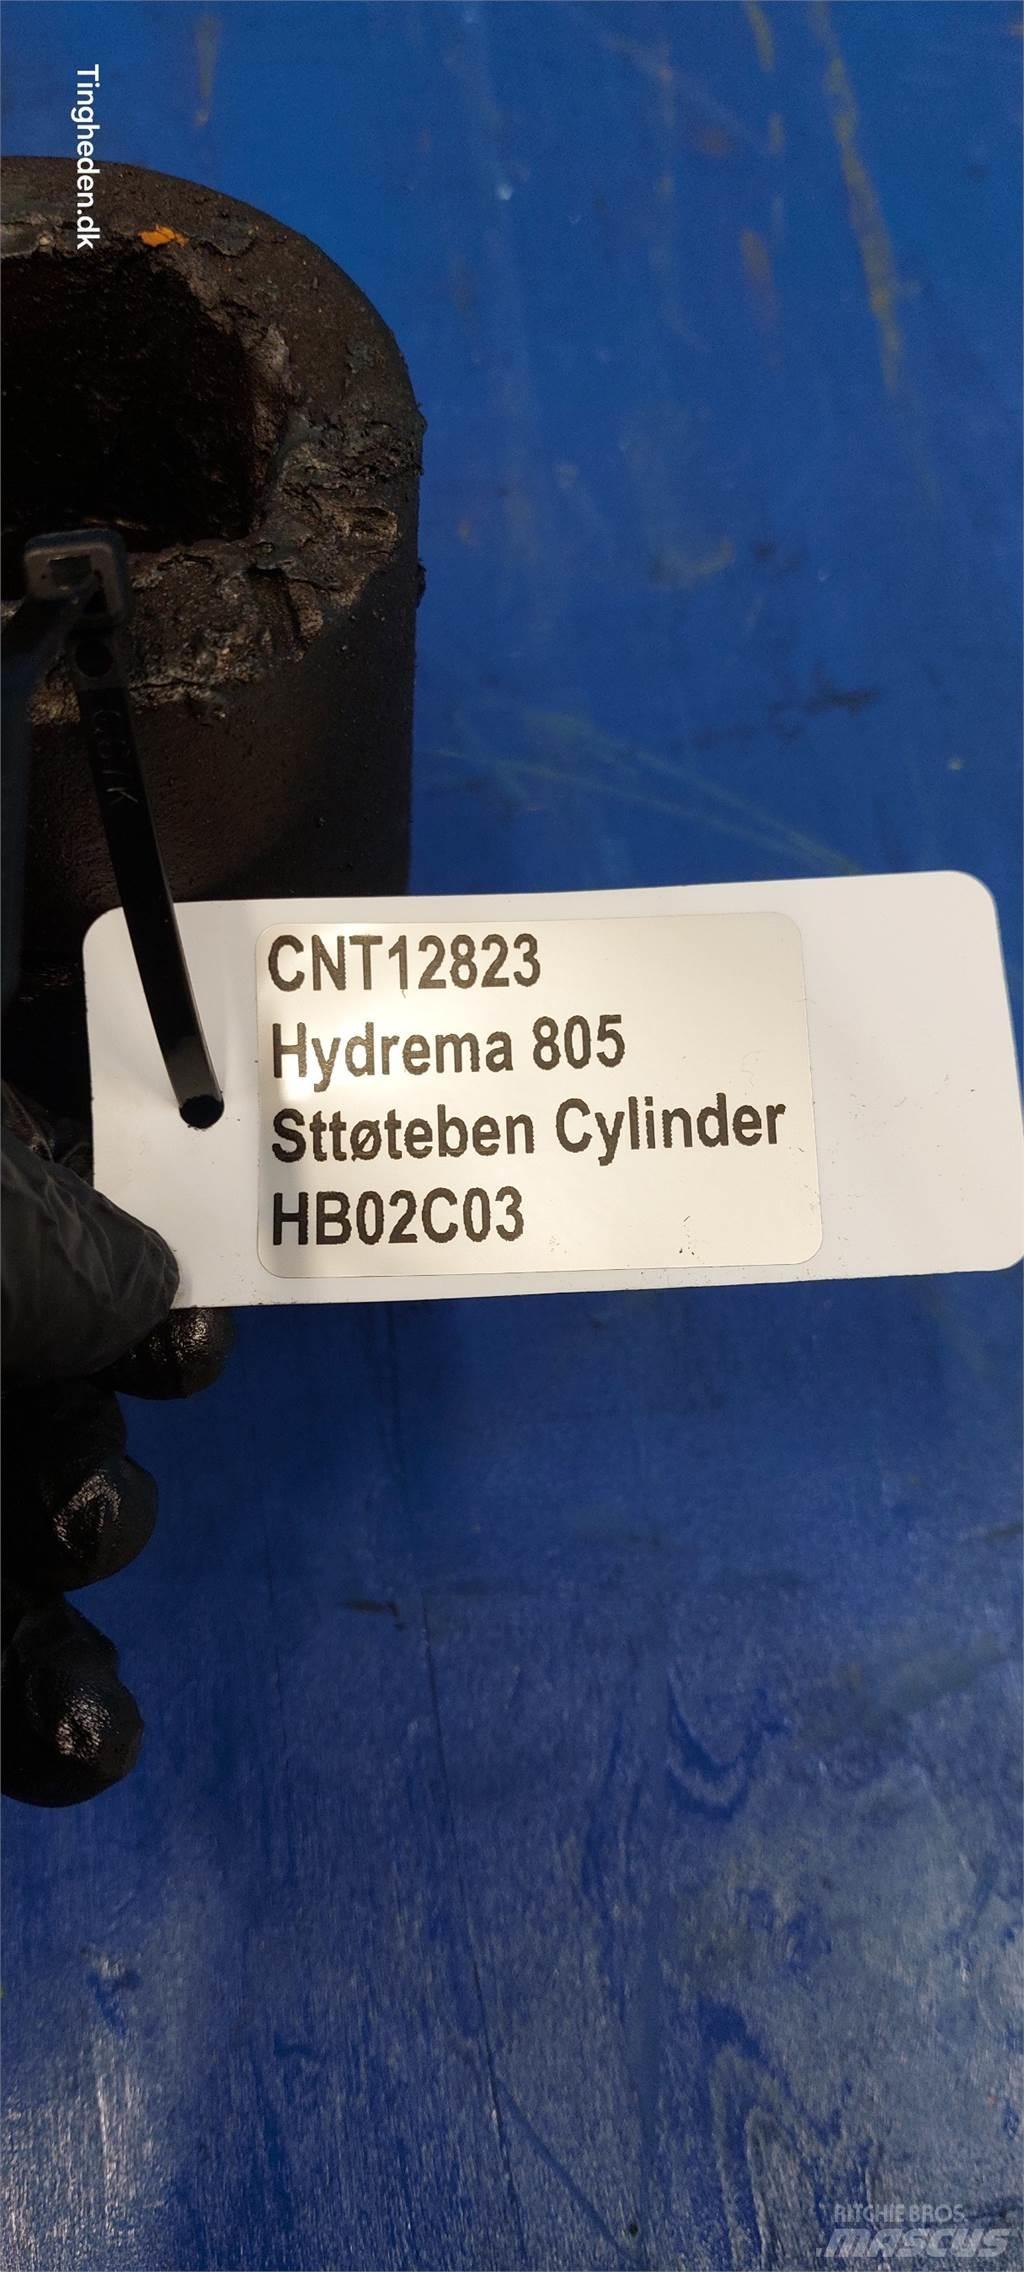 Tingheden.dk
CNT12823
Hydrema 805
Sttøteben Cylinder
HB02C03
RITCHIE BROS.
MASCUS